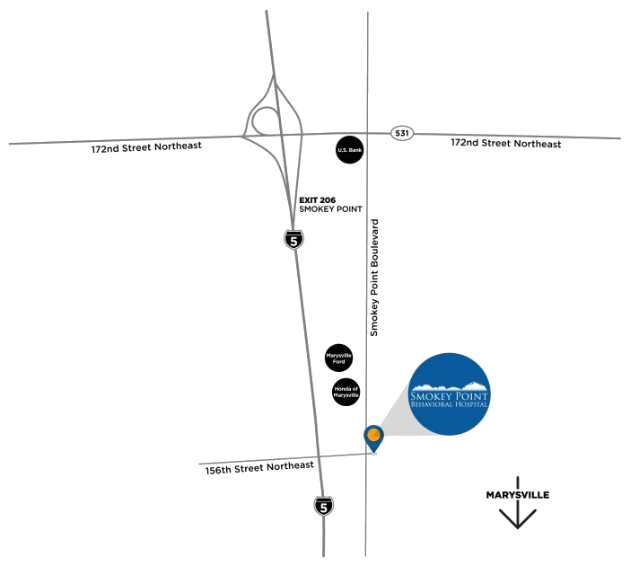 531
172nd Street Northeast
172nd Street Northeast
U.S. Bank
EXIT 206
SMOKEY POINT
5
Smokey Point Boulevard
Marysville
Ford
Honda of
Marysville
SMOKEY POINT
BEHAVIORAL HOSPITAL
156th Street Northeast
5
MARYSVILLE